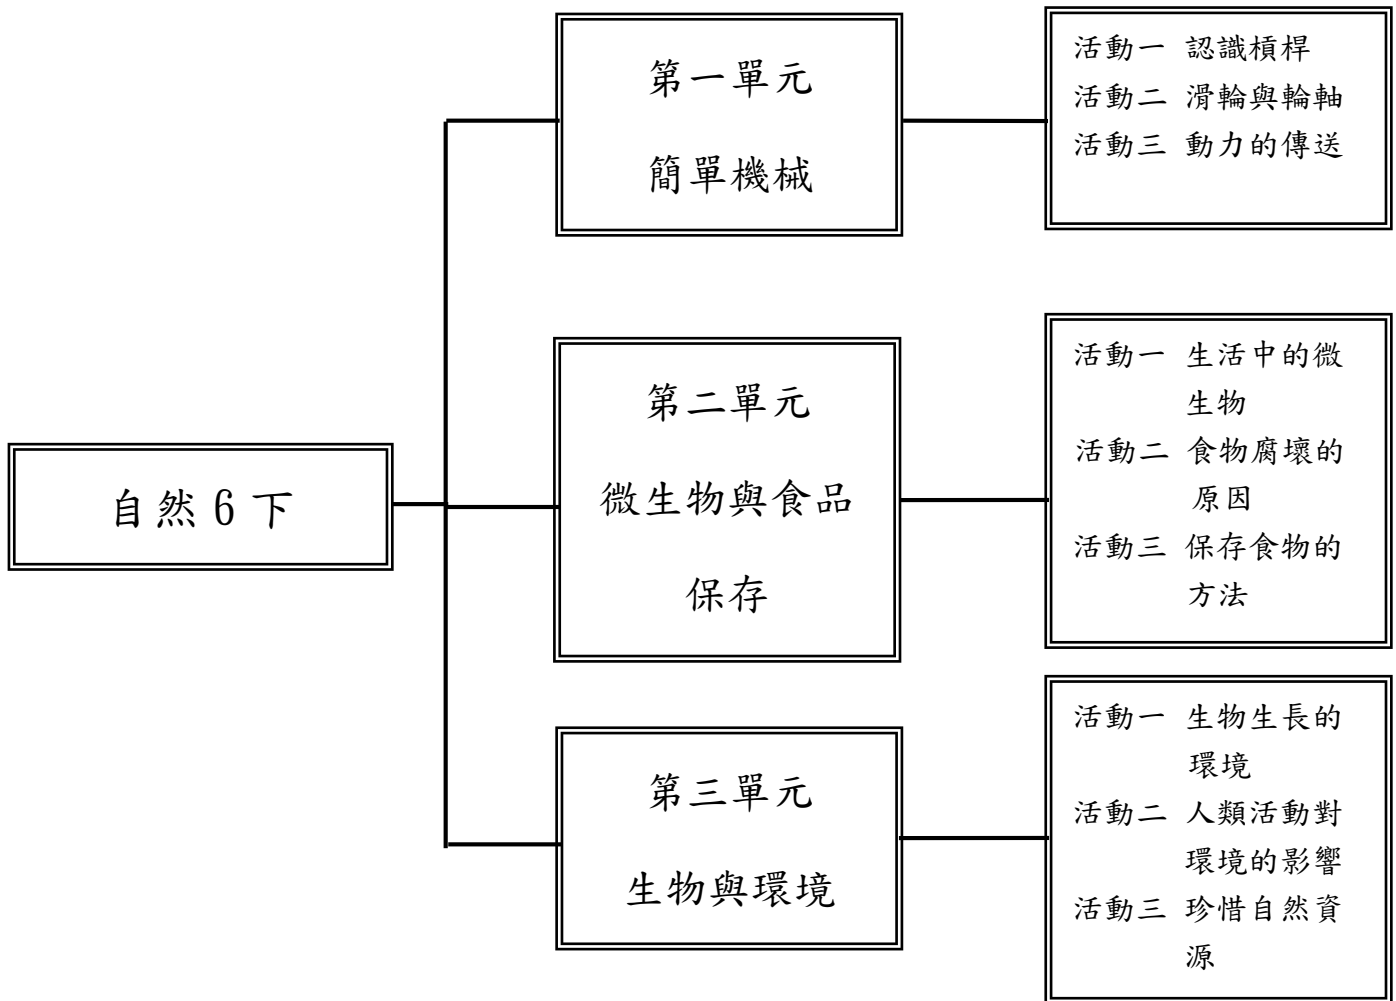 自然6下
第一單元
簡單機械
活動一 認識槓桿
活動二 滑輪與輪軸
活動三 動力的傳送
第二單元
微生物與食品
保存
活動一 生活中的微
生物
活動二 食物腐壞的
原因
活動三 保存食物的
方法
第三單元
生物與環境
活動一 生物生長的
環境
活動二 人類活動對
環境的影響
活動三 珍惜自然資
源